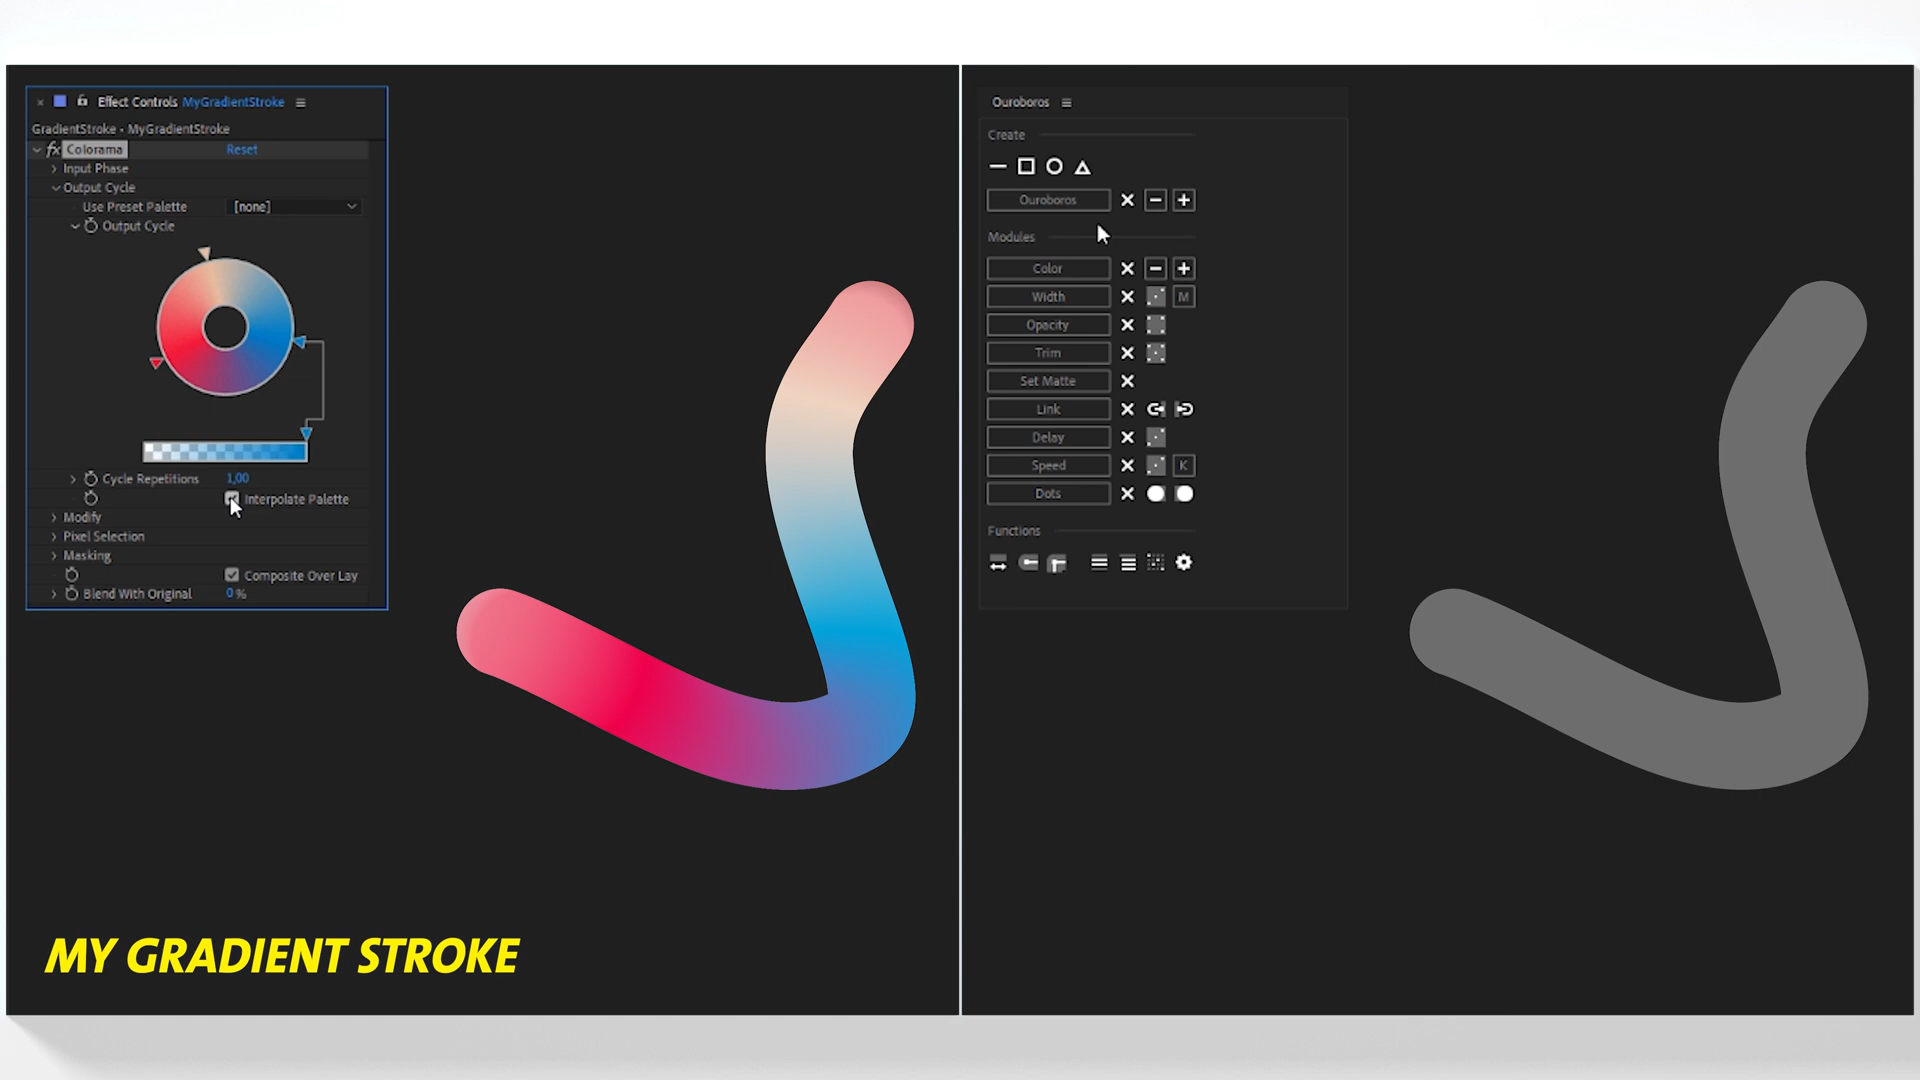 Effect Controls MyGradientStroke
GradientStroke • MyGradientStroke
fx Colorama Reset
Input Phase
Output Cycle
Use Preset Palette [none]
Output Cycle
Cycle Repetitions 1,00
Interpolate Palette
Modify
Pixel Selection
Masking
Composite Over Lay
Blend With Original 0 %
MY GRADIENT STROKE
Ouroboros
Create
Ouroboros
Modules
Color
Width M
Opacity
Trim
Set Matte
Link
Delay
Speed K
Dots
Functions